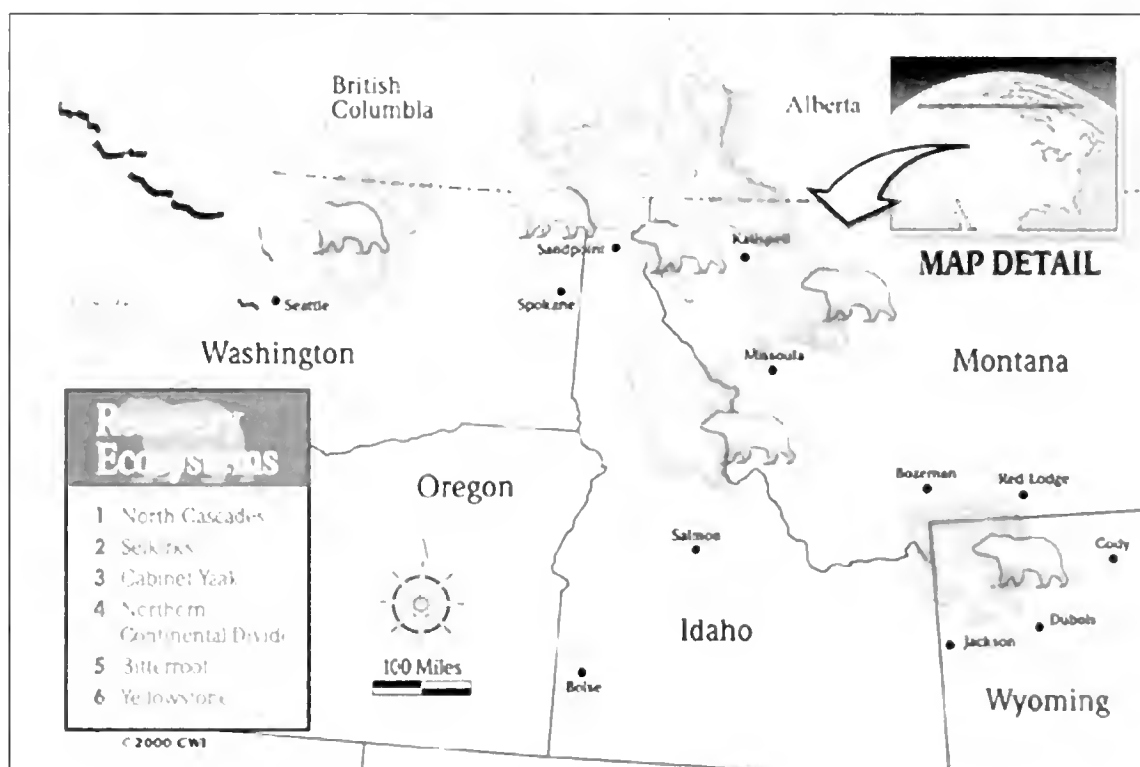 British
Columbia
Alberta
Sandpoint
Kalispell
MAP DETAIL
Seattle
Spokane
Washington
Missoula
Montana
Recovery
Ecosystems
Oregon
Bozeman
Red Lodge
1 North Cascades
2 Selkirks
3 Cabinet Yaak
4 Northern
Continental Divide
5 Bitterroot
6 Yellowstone
Salmon
Cody
Idaho
Dubois
Jackson
100 Miles
Boise
Wyoming
© 2000 CWI